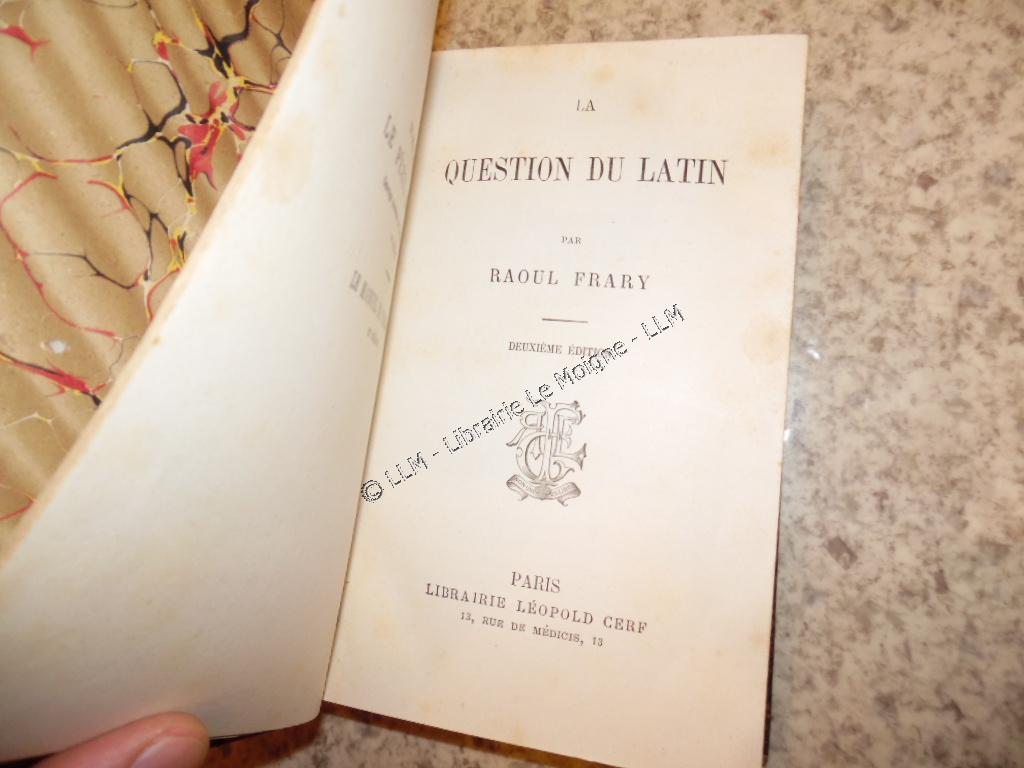 LA
QUESTION DU LATIN
PAR
RAOUL FRARY
DEUXIÈME
© LLM - Librairie Le Moigne - LLM
PARIS
LIBRAIRIE LÉOPOLD CERF
13, RUE DE MÉDICIS, 13